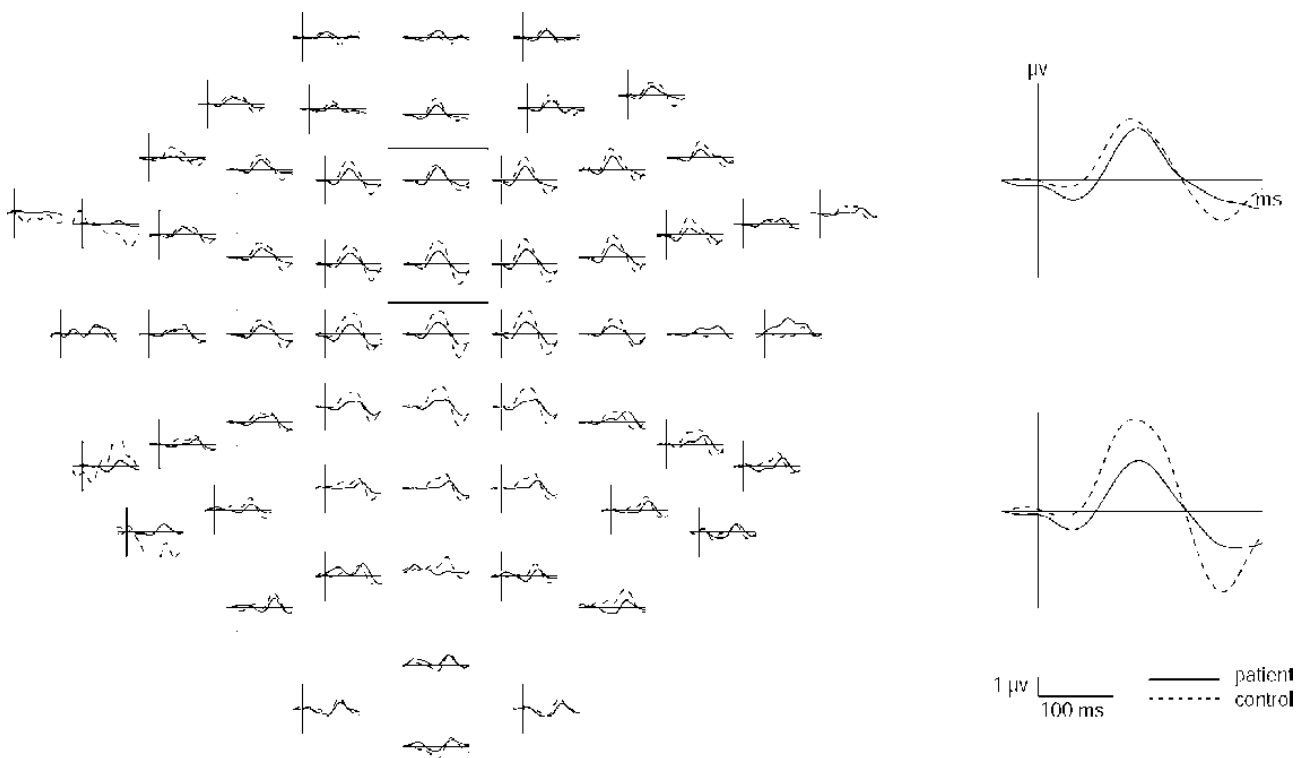 μv
ms
1 μv
100 ms
patient
control